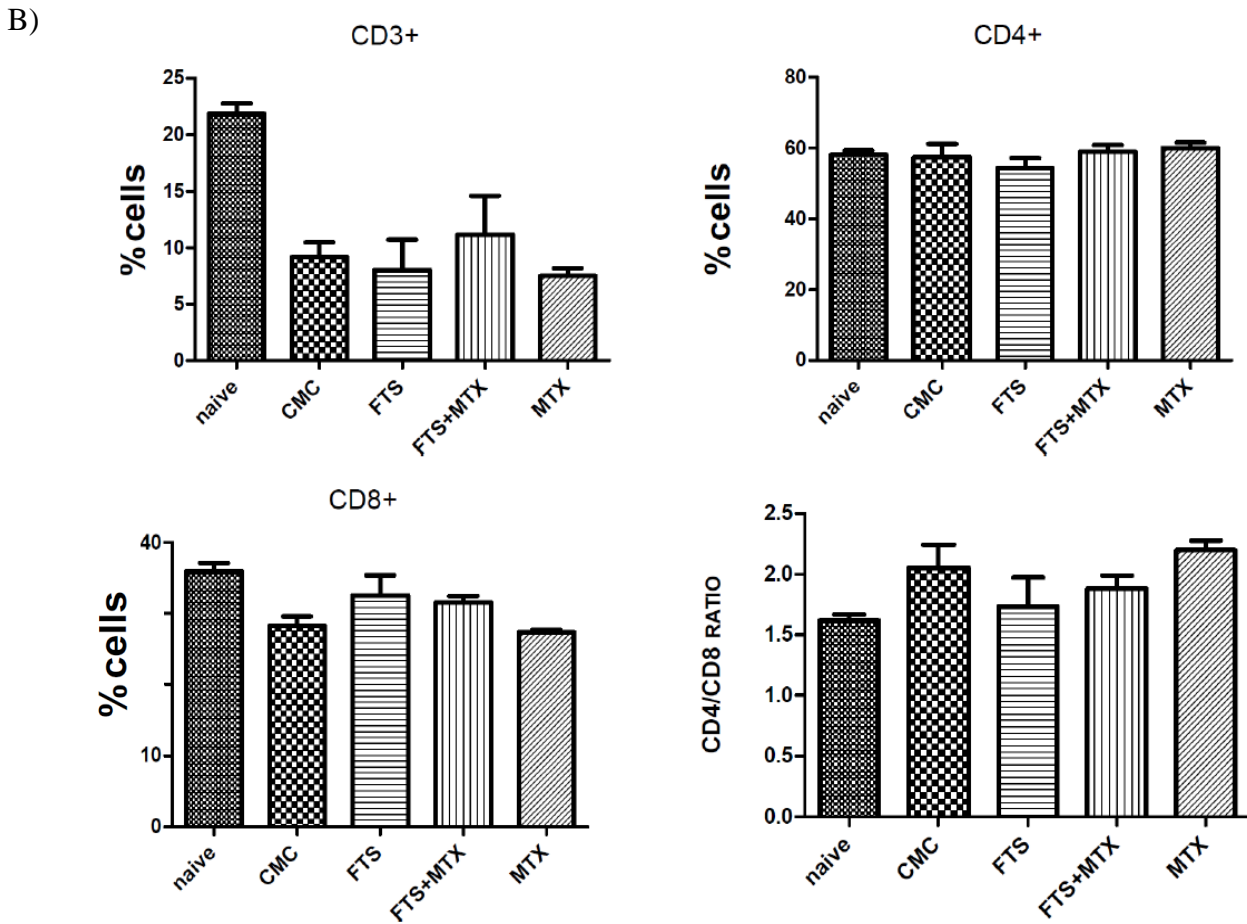 B)
CD3+
25
20
15
10
5
0
% cells
naive
CMC
FTS
FTS+MTX
MTX
CD4+
80
60
40
20
0
% cells
naive
CMC
FTS
FTS+MTX
MTX
CD8+
40
10
0
% cells
naive
CMC
FTS
FTS+MTX
MTX
2.5
2.0
1.5
1.0
0.5
0.0
CD4/CD8 RATIO
naive
CMC
FTS
FTS+MTX
MTX